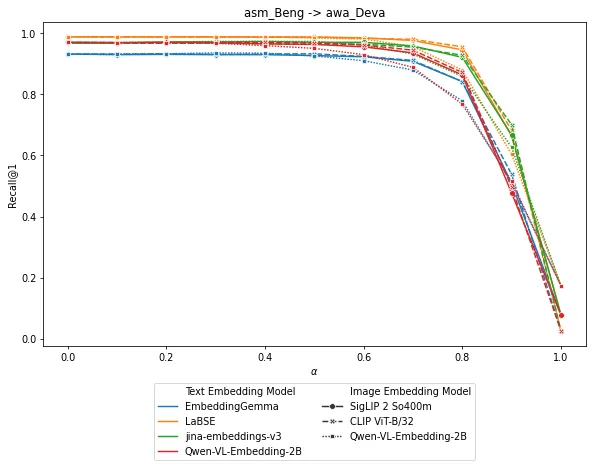 asm_Beng -> awa_Deva
1.0
0.8
0.6
0.4
0.2
0.0
Recall@1
0.0 0.2 0.4 0.6 0.8 1.0
α
Text Embedding Model Image Embedding Model
EmbeddingGemma SigLIP 2 So400m
LaBSE CLIP ViT-B/32
jina-embeddings-v3 Qwen-VL-Embedding-2B
Qwen-VL-Embedding-2B